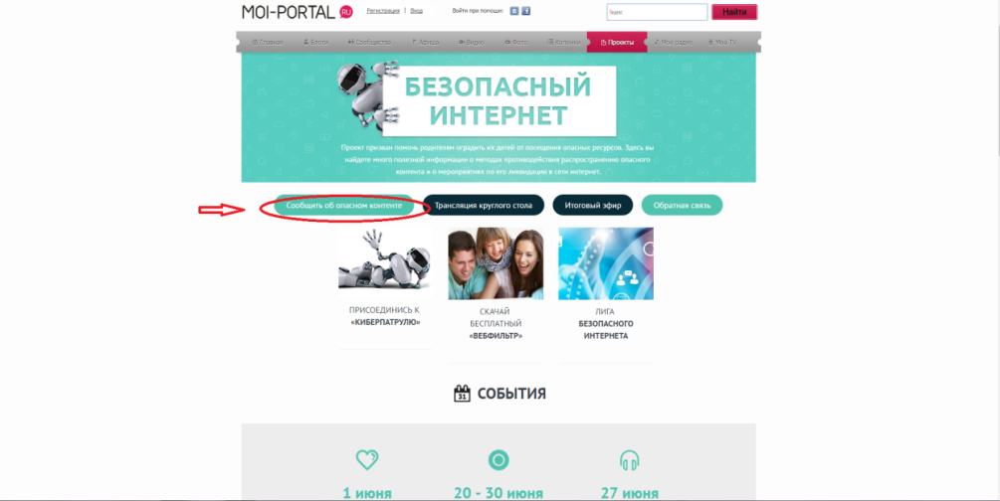 MOI-PORTAL RU
Регистрация | Вход
Войти при помощи:
Яндекс
Найти
Главная Блоги Сообщества Афиша Видео Фото Колонки Проекты Моё радио Моё TV
БЕЗОПАСНЫЙ
ИНТЕРНЕТ
Проект призван помочь родителям оградить их детей от посещения опасных ресурсов. Здесь вы
найдете много полезной информации о методах противодействия распространению опасного
контента и о мероприятиях по его ликвидации в сети интернет.
Сообщить об опасном контенте
Трансляция круглого стола
Итоговый эфир
Обратная связь
ПРИСОЕДИНИСЬ К
«КИБЕРПАТРУЛЮ»
СКАЧАЙ
БЕСПЛАТНЫЙ
«ВЕБФИЛЬТР»
ЛИГА
БЕЗОПАСНОГО
ИНТЕРНЕТА
31 СОБЫТИЯ
1 июня
20 - 30 июня
27 июня